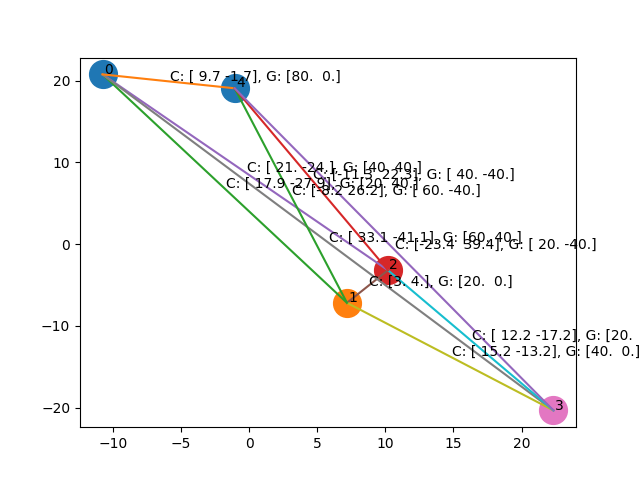 20
10
0
−10
−20
−10
−5
0
5
10
15
20
0
4
C: [ 9.7 -1.7], G: [80.  0.]
C: [ 21. -24.], G: [40. 40.]
C: [-11.3  22.3], G: [ 40. -40.]
C: [ 17.9 -27.9], G: [20. 40.]
C: [-8.2 26.2], G: [ 60. -40.]
C: [ 33.1 -41.1], G: [60. 40.]
C: [-23.4  39.4], G: [ 20. -40.]
2
C: [3. 4.], G: [20.  0.]
1
C: [ 12.2 -17.2], G: [20.
C: [ 15.2 -13.2], G: [40.  0.]
3